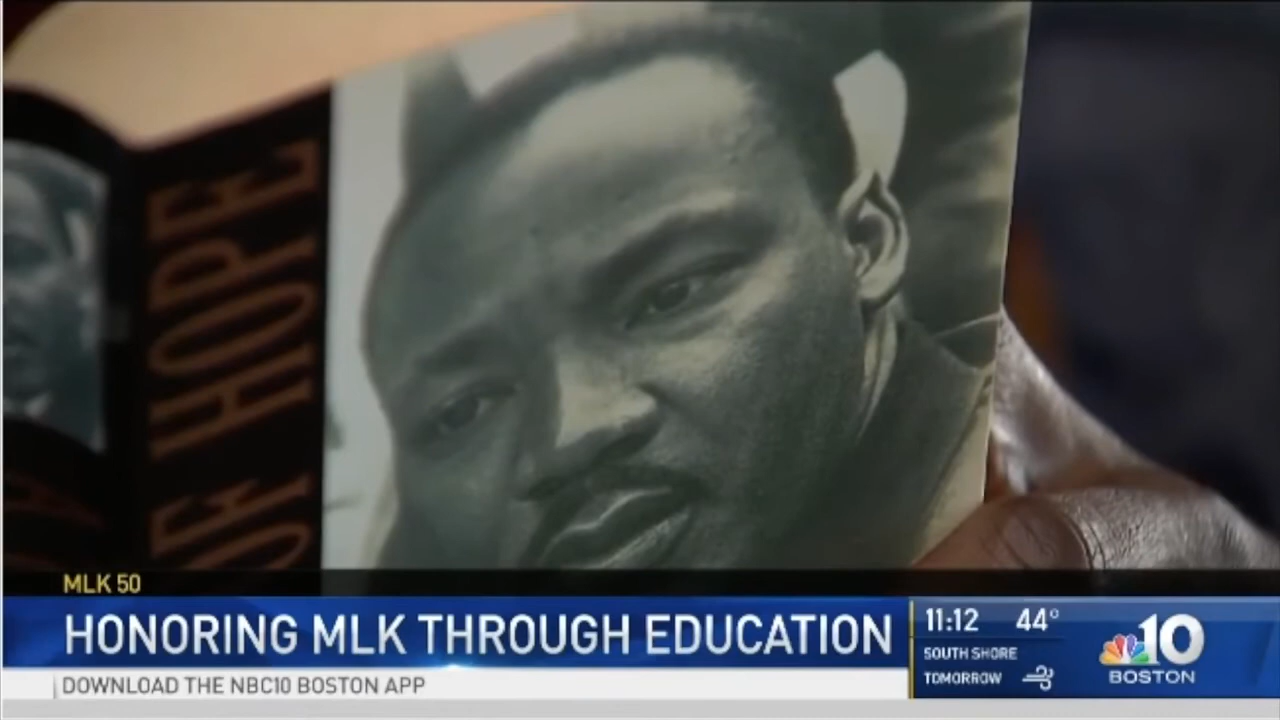 OF HOPE
MLK 50
HONORING MLK THROUGH EDUCATION
DOWNLOAD THE NBC10 BOSTON APP
11:12 44°
SOUTH SHORE
TOMORROW
10
BOSTON